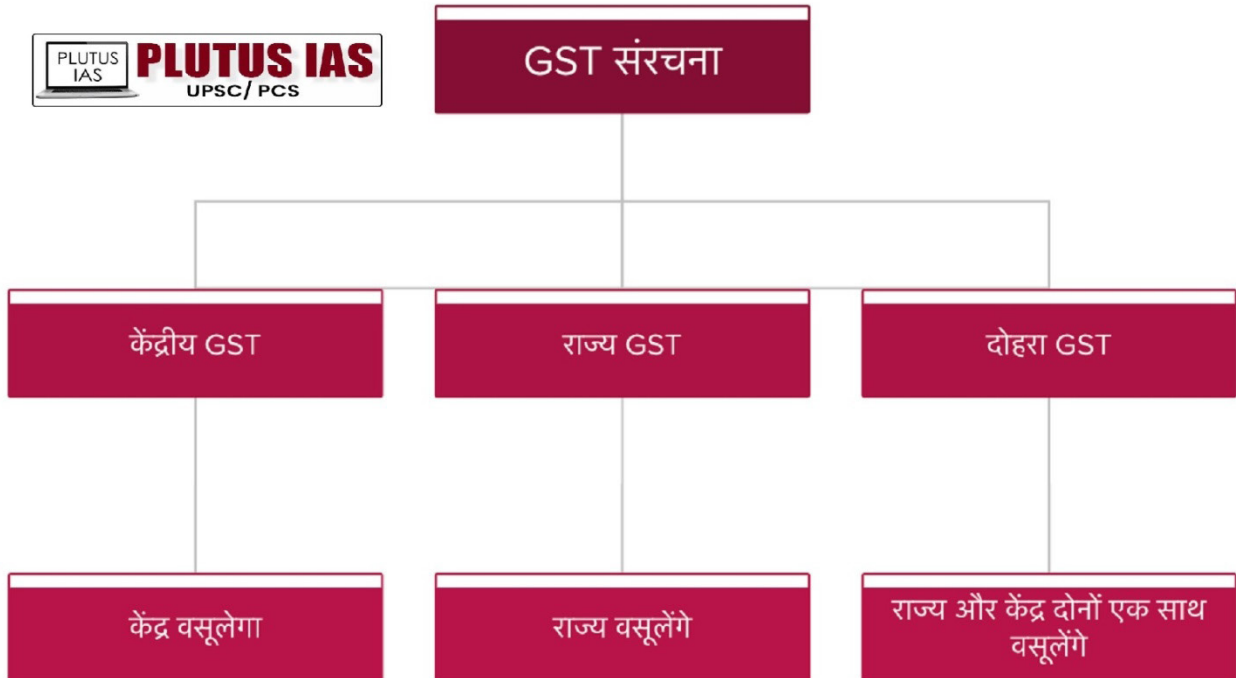 PLUTUS
IAS
PLUTUS IAS
UPSC/ PCS
GST संरचना
केंद्रीय GST
राज्य GST
दोहरा GST
केंद्र वसूलेगा
राज्य वसूलेंगे
राज्य और केंद्र दोनों एक साथ
वसूलेंगे